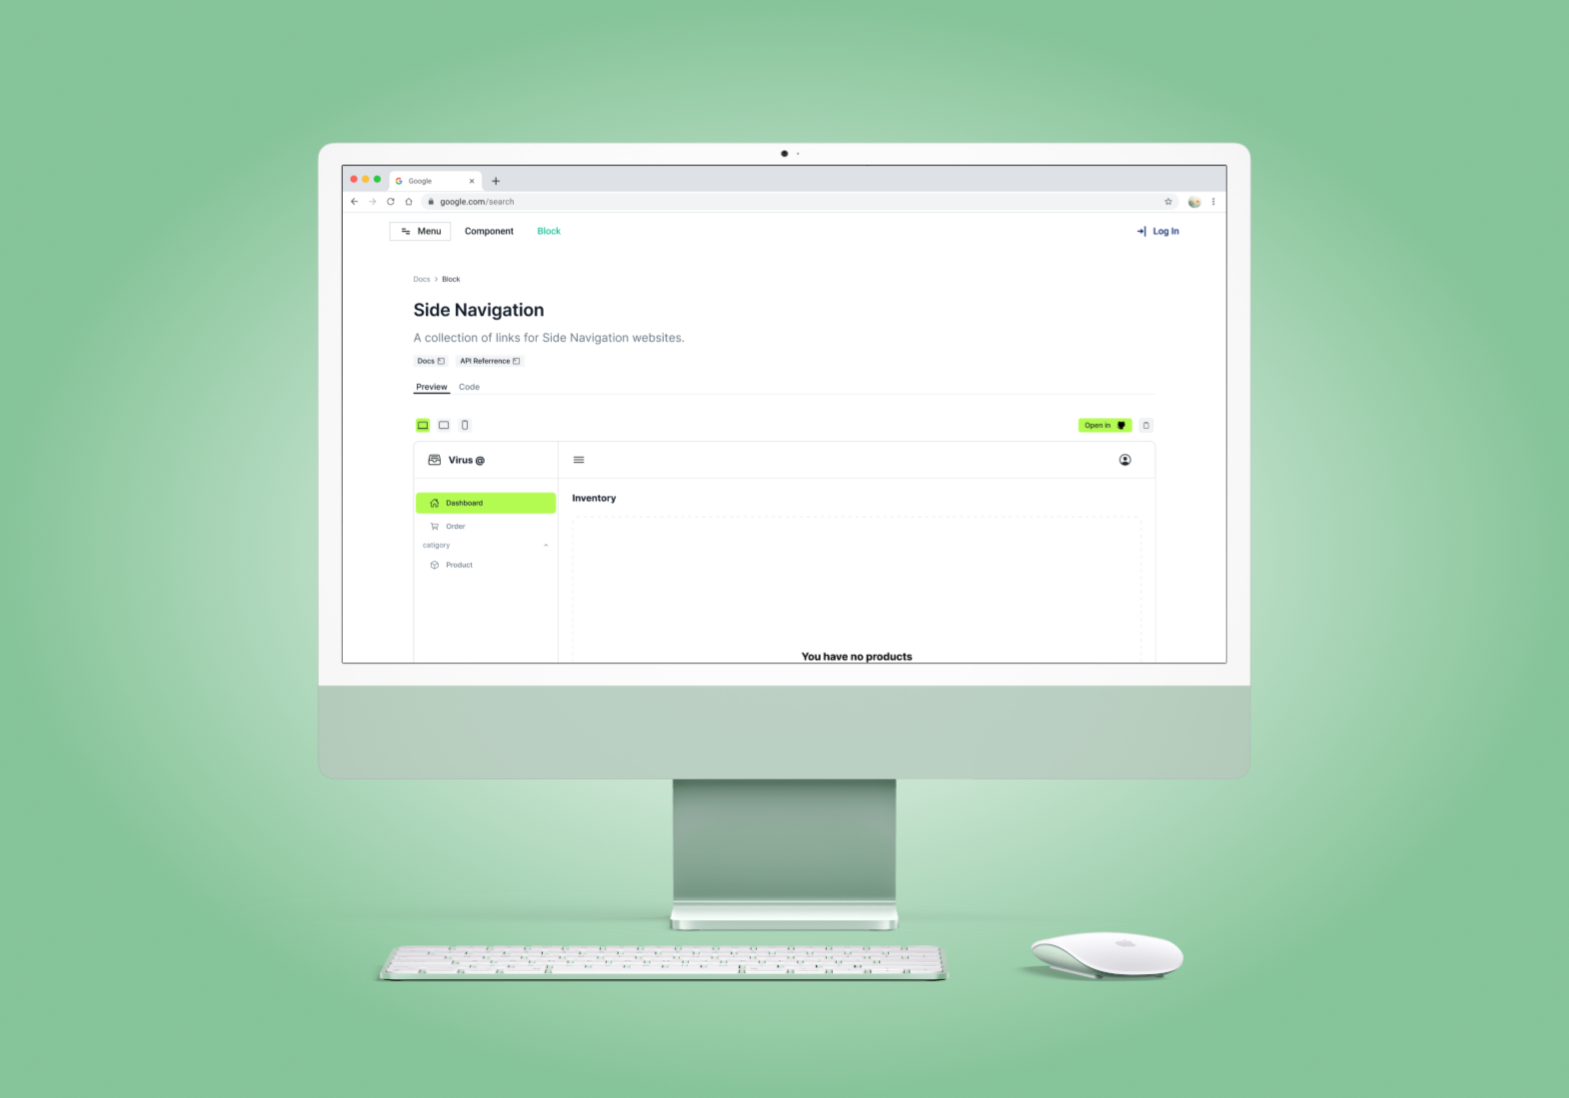 Google
google.com/search
Menu Component Block Log In
Docs > Block
Side Navigation
A collection of links for Side Navigation websites.
Docs API Referrence
Preview Code
Open in
Virus @
Dashboard
Inventory
Order
catigory
Product
You have no products